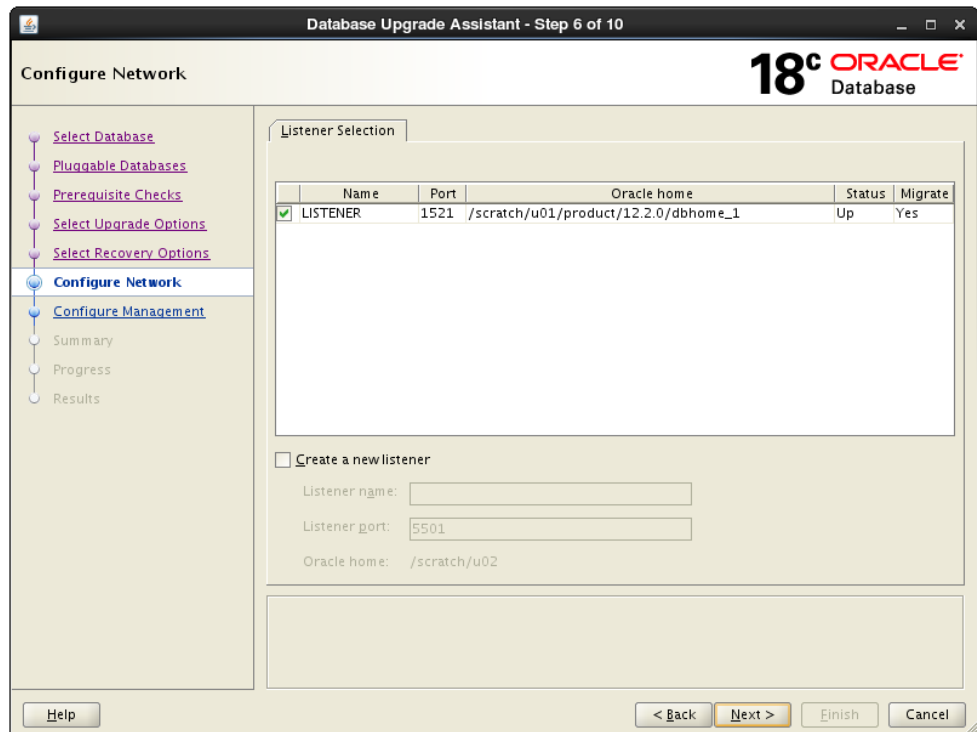 Database Upgrade Assistant - Step 6 of 10
Configure Network
18c ORACLE
Database
Select Database
Pluggable Databases
Prerequisite Checks
Select Upgrade Options
Select Recovery Options
Configure Network
Configure Management
Summary
Progress
Results
Listener Selection
Name Port Oracle home Status Migrate
LISTENER 1521 /scratch/u01/product/12.2.0/dbhome_1 Up Yes
Create a new listener
Listener name:
Listener port: 5501
Oracle home: /scratch/u02
Help < Back Next > Finish Cancel